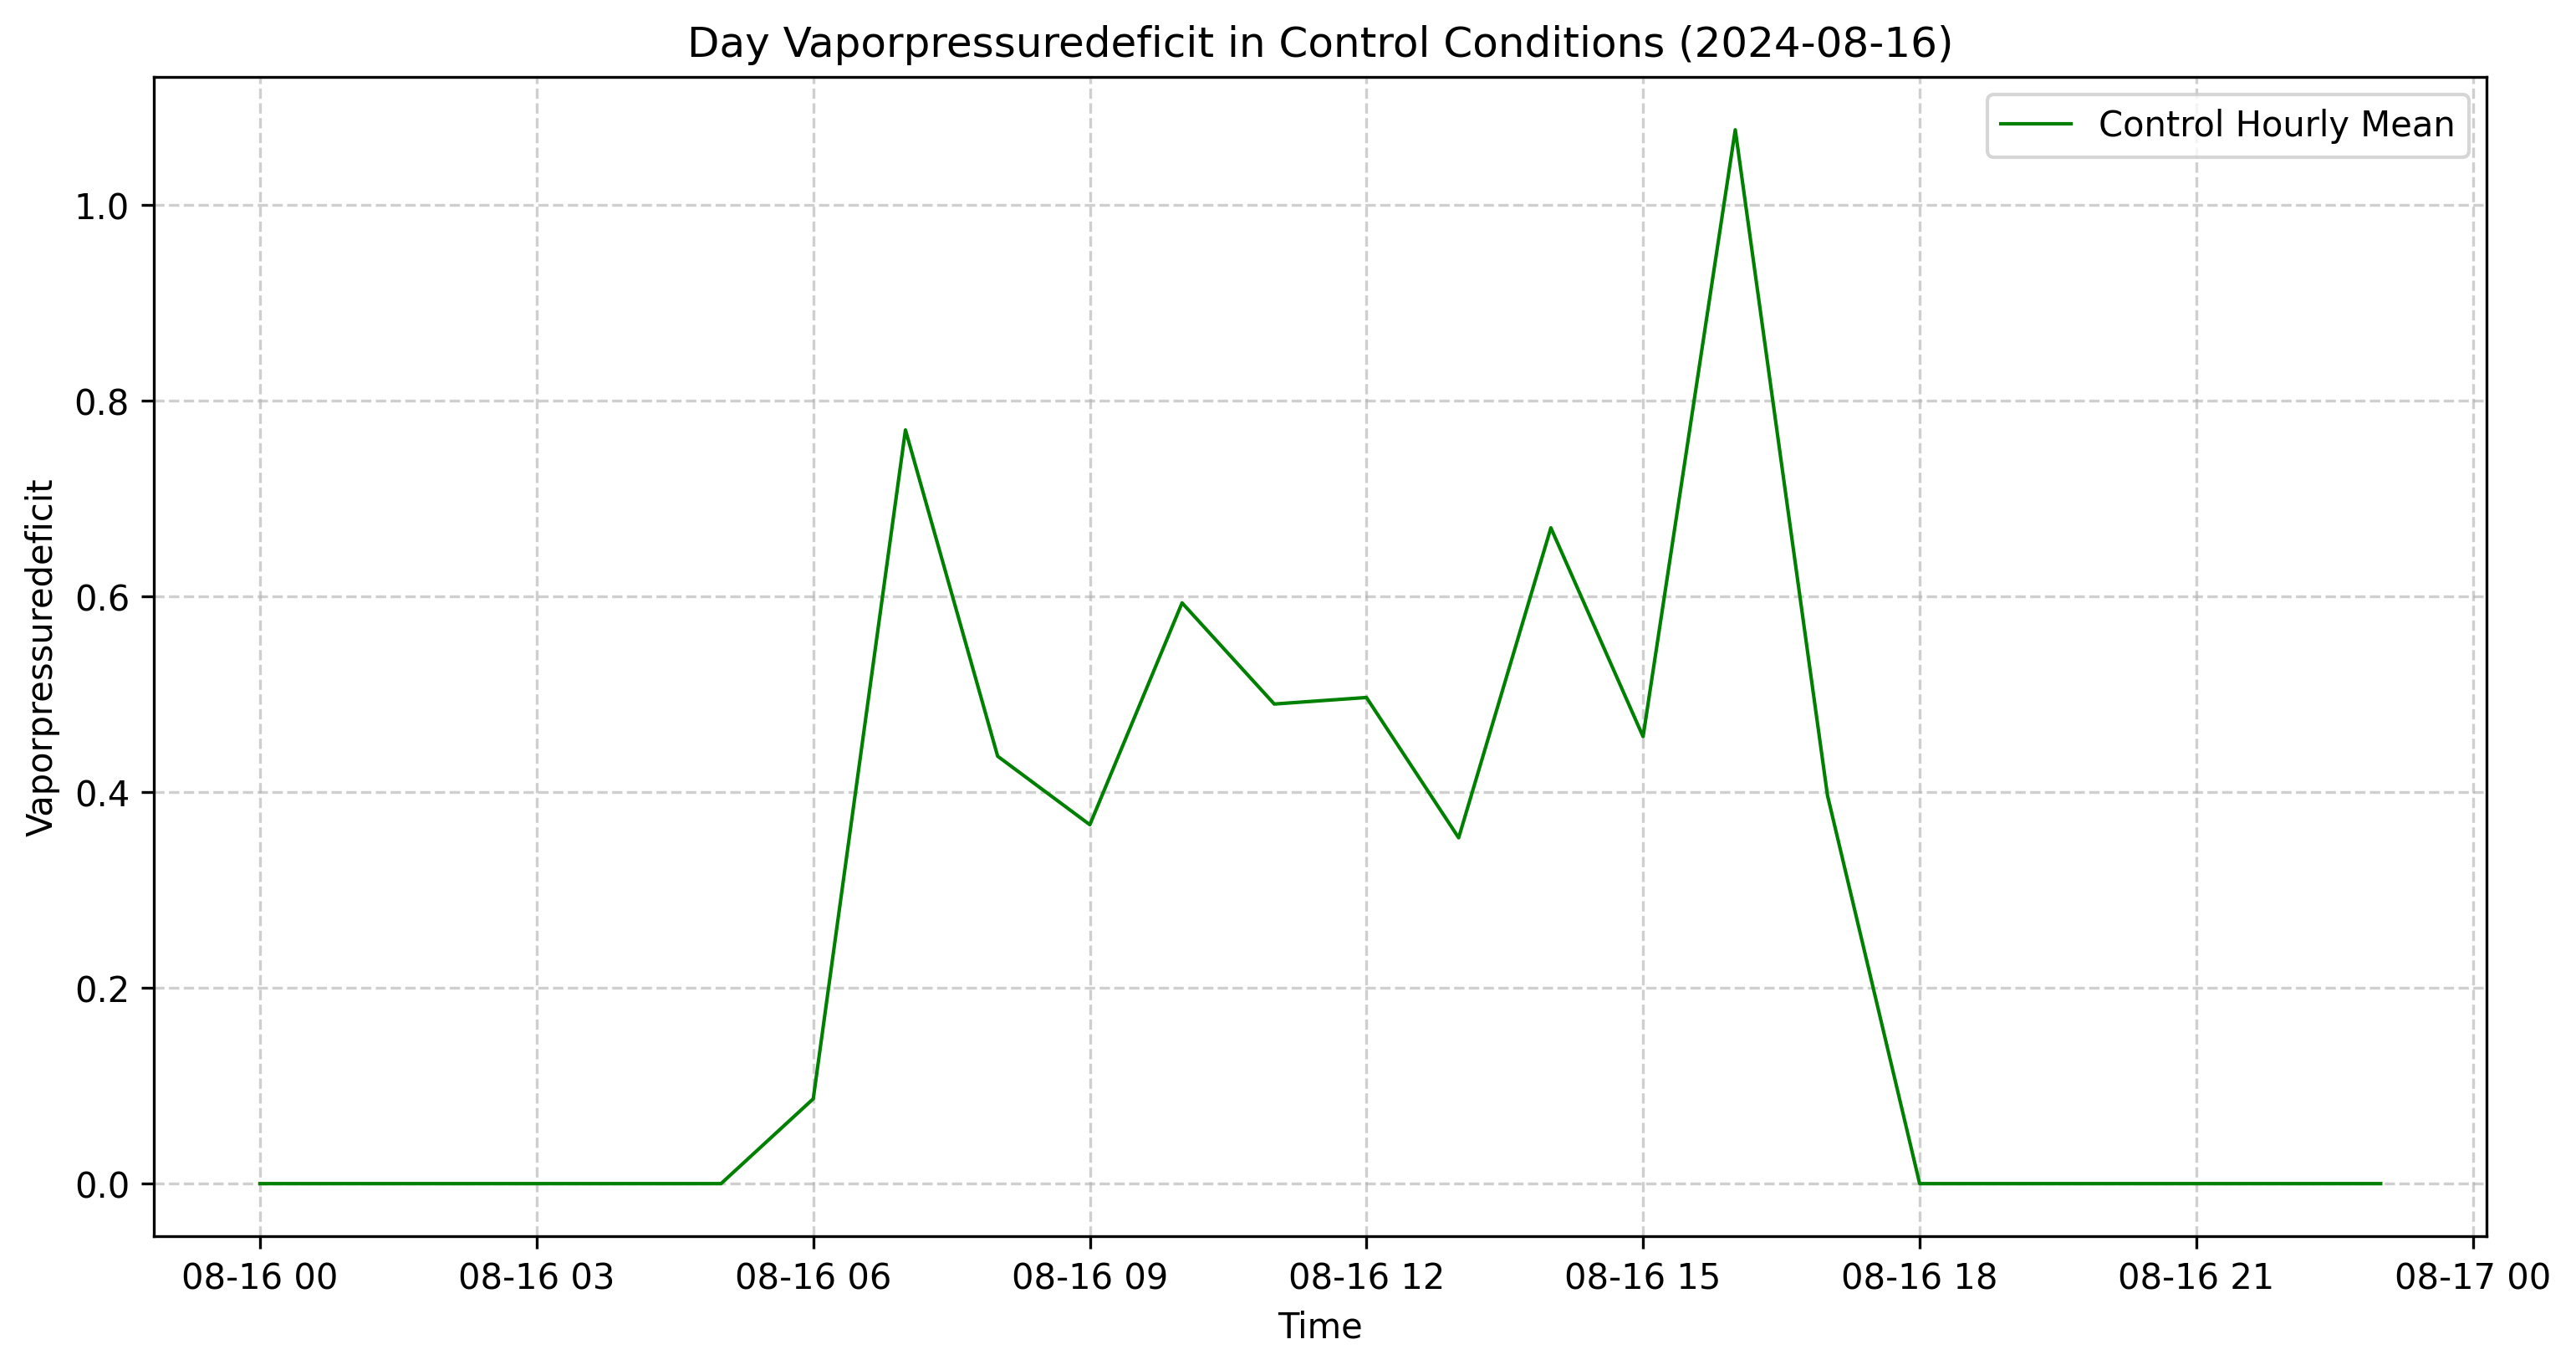 Day Vaporpressuredeficit in Control Conditions (2024-08-16)
Control Hourly Mean
Vaporpressuredeficit
1.0
0.8
0.6
0.4
0.2
0.0
08-16 00 08-16 03 08-16 06 08-16 09 08-16 12 08-16 15 08-16 18 08-16 21 08-17 00
Time